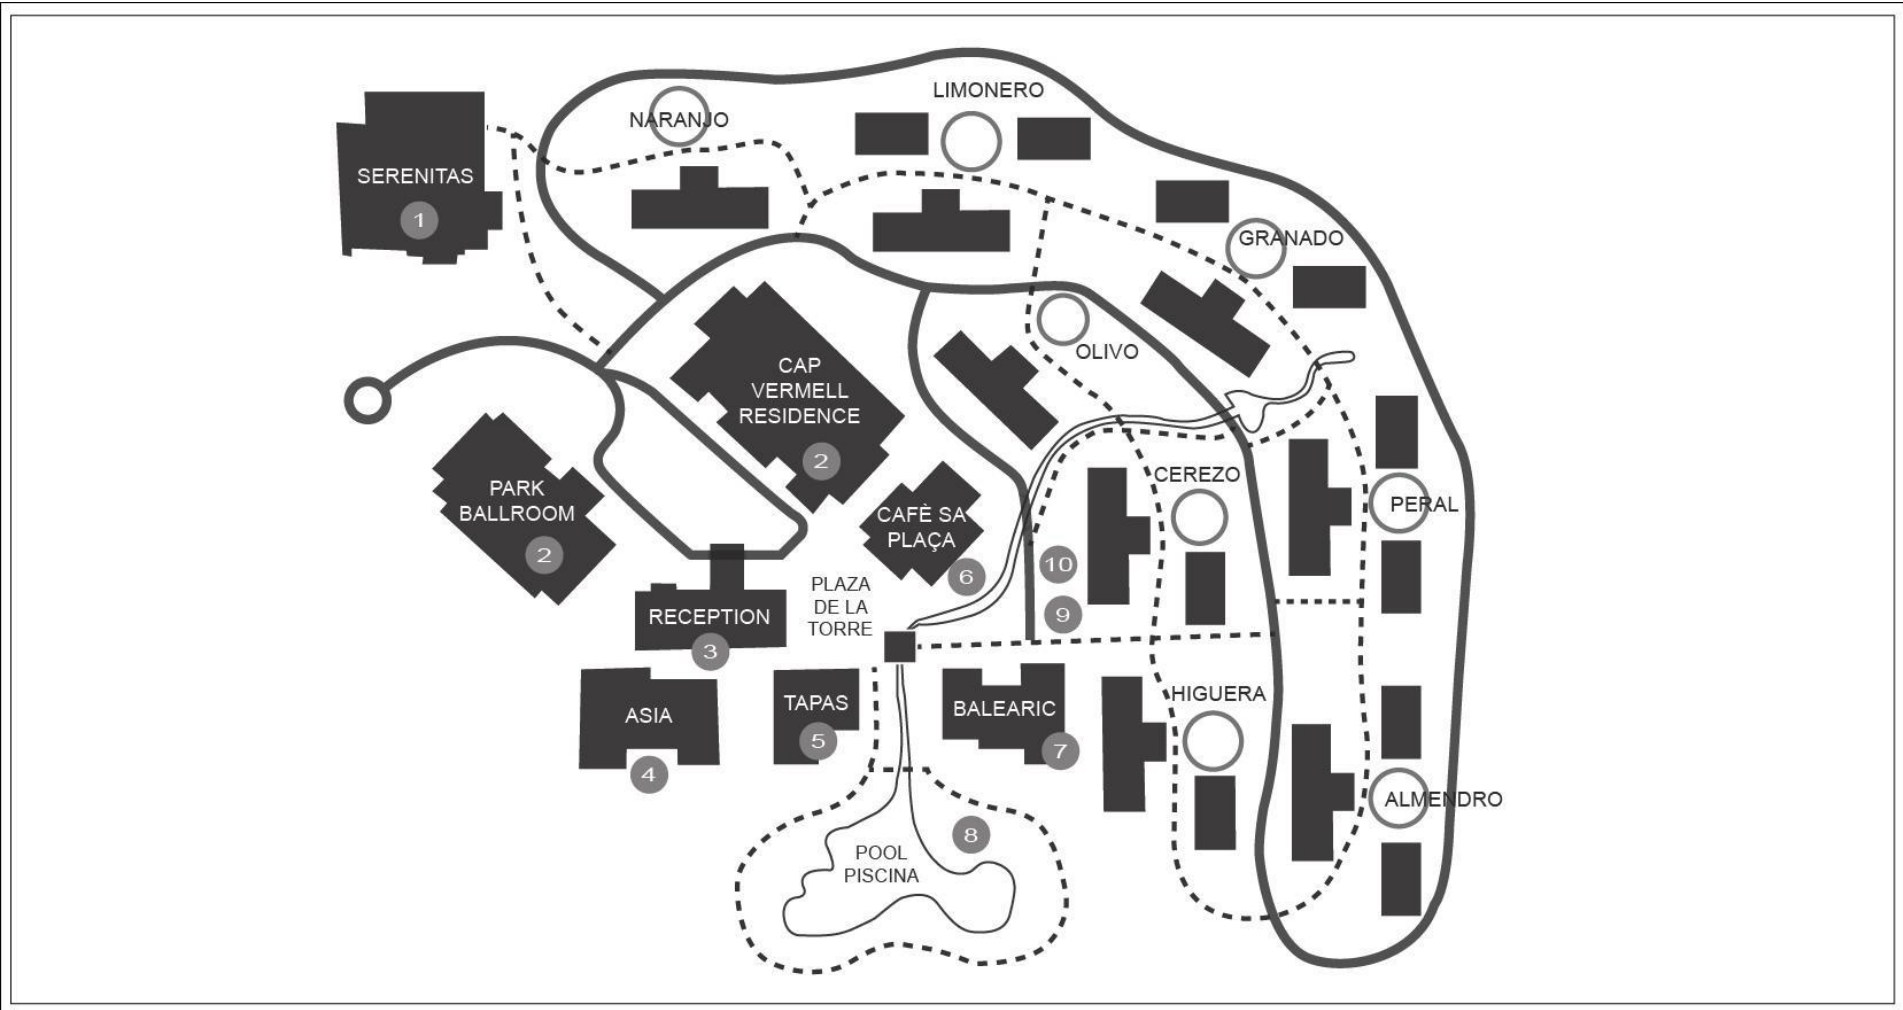 LIMONERO
NARANJO
SERENITAS
1
GRANADO
OLIVO
CAP
VERMELL
RESIDENCE
2
PARK
BALLROOM
2
CAFÈ SA
PLAÇA
6
CEREZO
PERAL
10
9
PLAZA
DE LA
TORRE
RECEPTION
3
ASIA
4
TAPAS
5
BALEARIC
7
HIGUERA
ALMENDRO
8
POOL
PISCINA